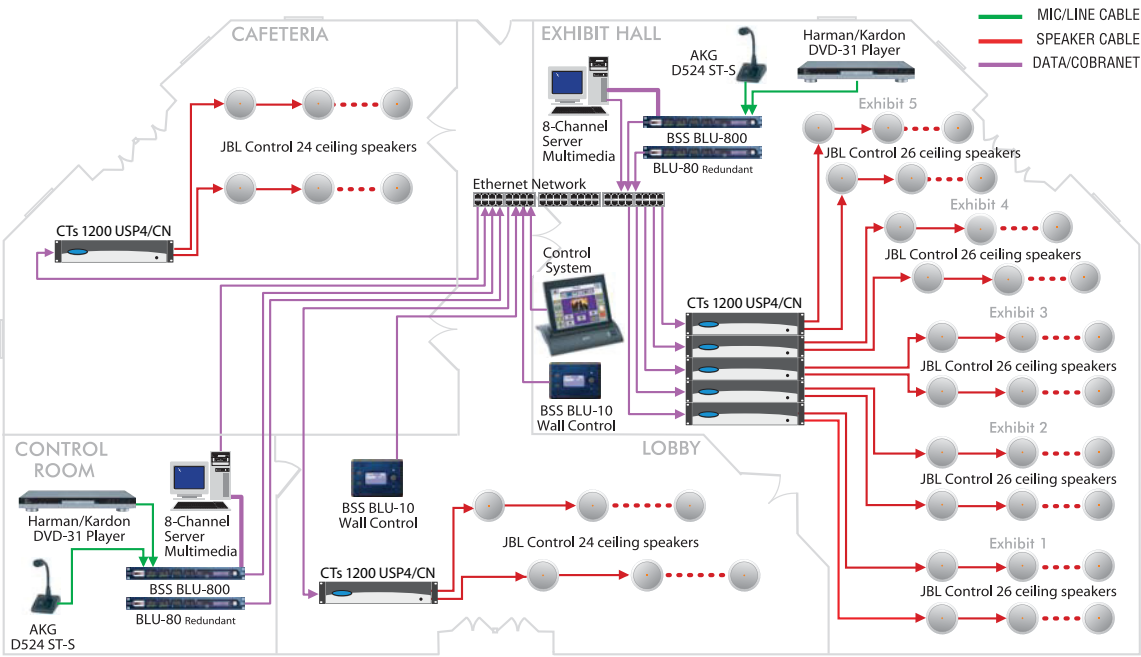 MIC/LINE CABLE
SPEAKER CABLE
DATA/COBRANET
CAFETERIA
JBL Control 24 ceiling speakers
CTs 1200 USP4/CN
EXHIBIT HALL
AKG
D524 ST-S
Harman/Kardon
DVD-31 Player
8-Channel
Server
Multimedia
BSS BLU-800
BLU-80 Redundant
Ethernet Network
Control
System
BSS BLU-10
Wall Control
CTs 1200 USP4/CN
Exhibit 5
JBL Control 26 ceiling speakers
Exhibit 4
JBL Control 26 ceiling speakers
Exhibit 3
JBL Control 26 ceiling speakers
Exhibit 2
JBL Control 26 ceiling speakers
Exhibit 1
JBL Control 26 ceiling speakers
CONTROL
ROOM
Harman/Kardon
DVD-31 Player
8-Channel
Server
Multimedia
BSS BLU-800
BLU-80 Redundant
AKG
D524 ST-S
LOBBY
BSS BLU-10
Wall Control
JBL Control 24 ceiling speakers
CTs 1200 USP4/CN